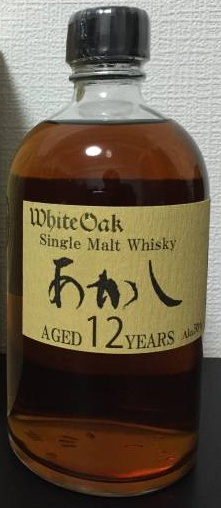 White Oak
Single Malt Whisky
あかし
AGED 12 YEARS